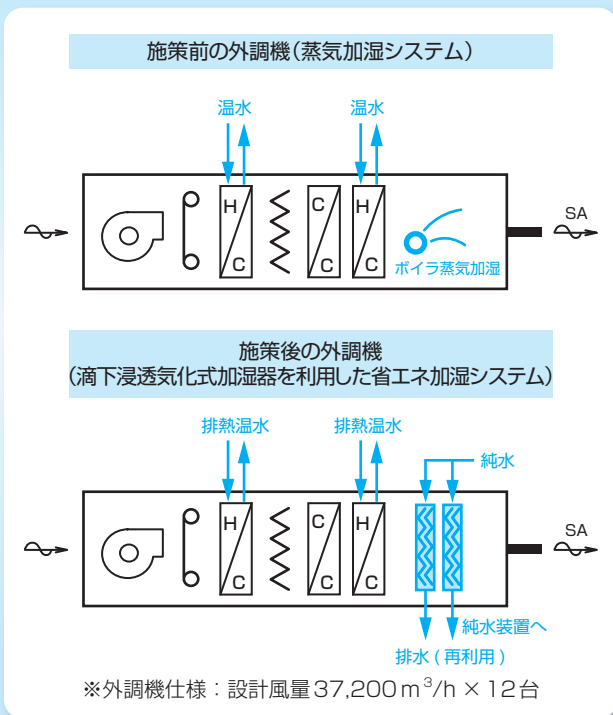 施策前の外調機(蒸気加湿システム)
温水 温水
H C H
C C
SA
ボイラ蒸気加湿
施策後の外調機
(滴下浸透気化式加湿器を利用した省エネ加湿システム)
排熱温水 排熱温水
純水
H C H
C C
SA
純水装置へ
排水(再利用)
※外調機仕様：設計風量37,200m³/h × 12台